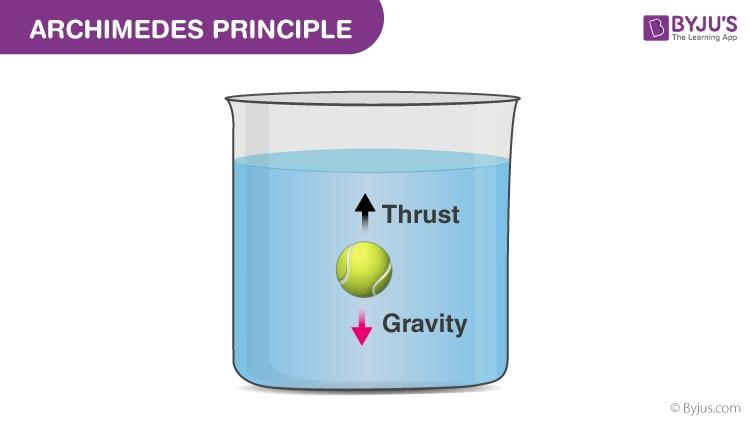 ARCHIMEDES PRINCIPLE
BYJU'S
The Learning App
Thrust
Gravity
© Byjus.com